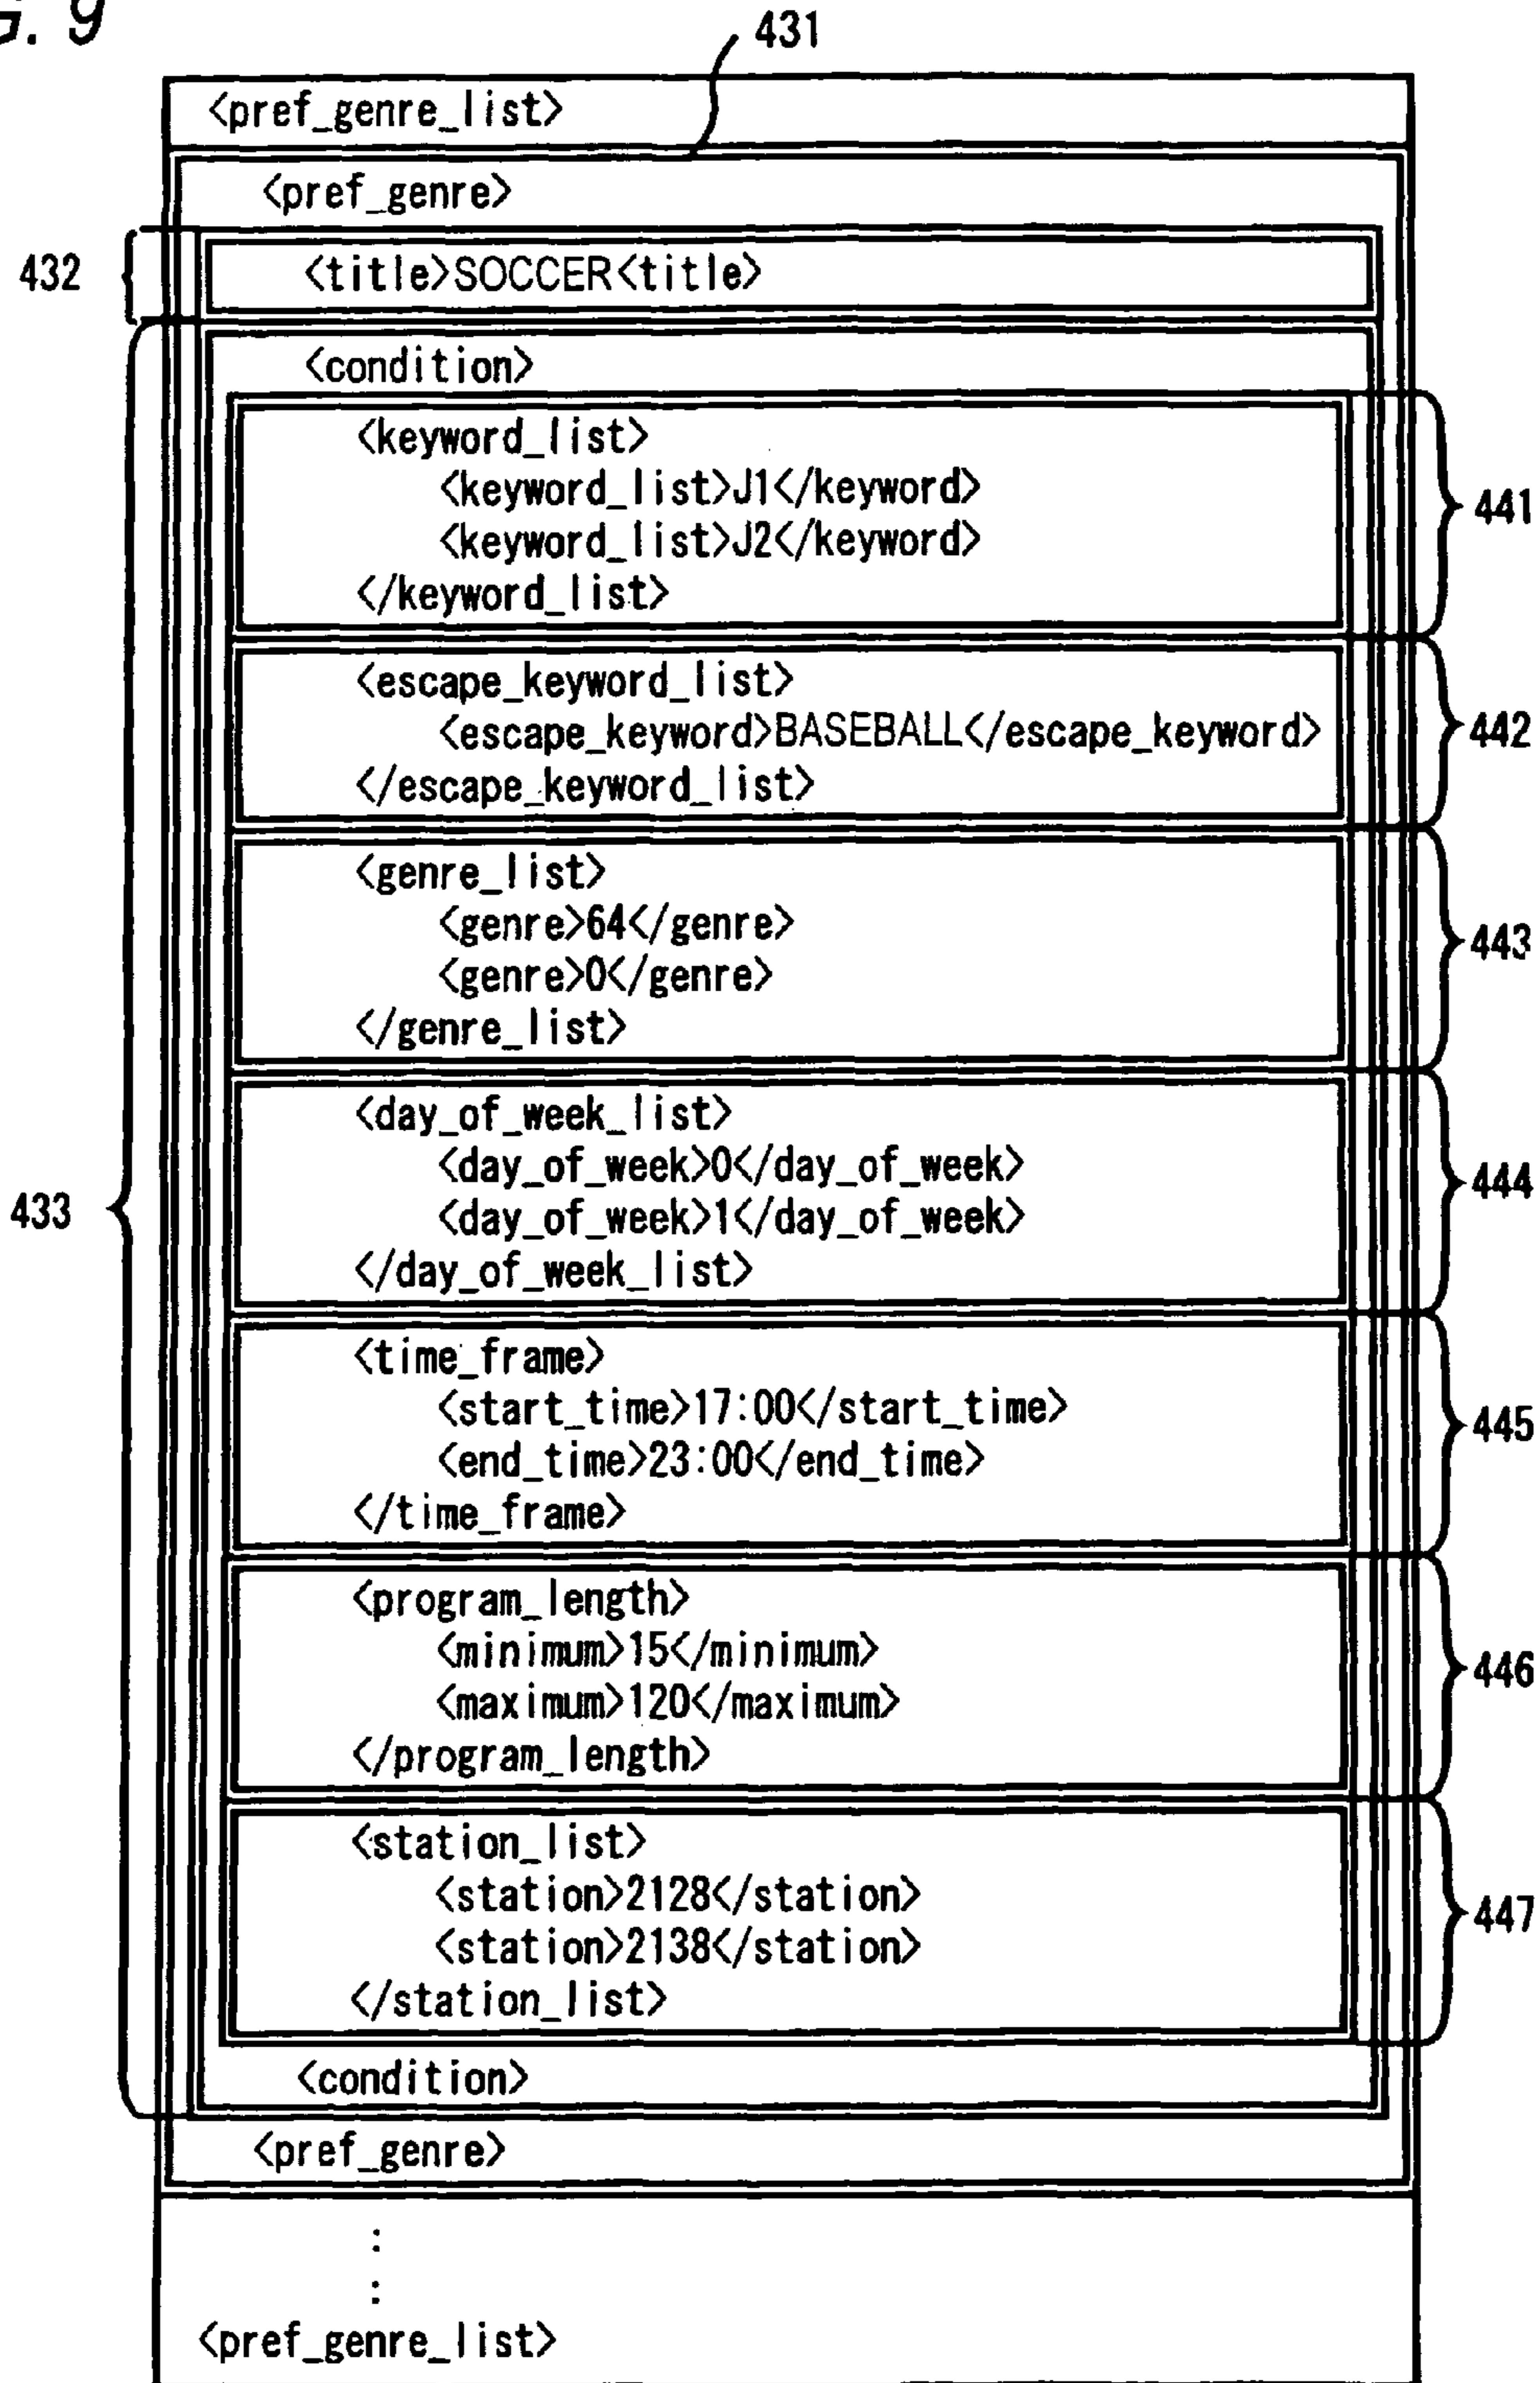 G. 9
431
<pref_genre_list>
<pref_genre>
432
<title>SOCCER<title>
<condition>
<keyword_list>
<keyword_list>J1</keyword>
<keyword_list>J2</keyword>
</keyword_list>
441
<escape_keyword_list>
<escape_keyword>BASEBALL</escape_keyword>
</escape_keyword_list>
442
<genre_list>
<genre>64</genre>
<genre>0</genre>
</genre_list>
443
<day_of_week_list>
<day_of_week>0</day_of_week>
<day_of_week>1</day_of_week>
</day_of_week_list>
444
433
<time_frame>
<start_time>17:00</start_time>
<end_time>23:00</end_time>
</time_frame>
445
<program_length>
<minimum>15</minimum>
<maximum>120</maximum>
</program_length>
446
<station_list>
<station>2128</station>
<station>2138</station>
</station_list>
447
<condition>
<pref_genre>
:
:
<pref_genre_list>